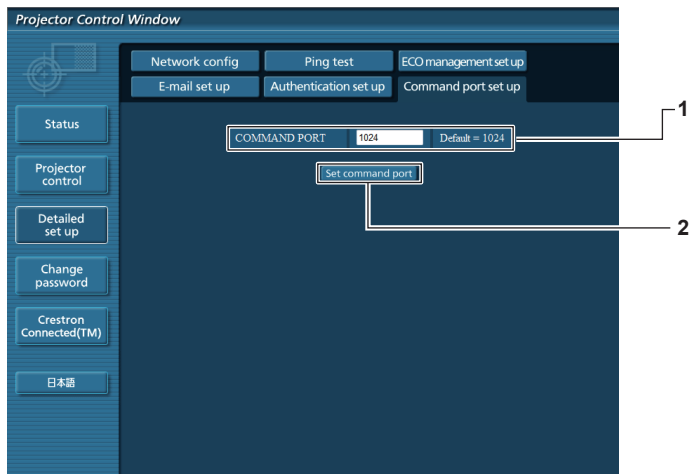 Projector Control Window
Network config
Ping test
ECO management set up
E-mail set up
Authentication set up
Command port set up
Status
Projector
control
Detailed
set up
Change
password
Crestron
Connected(TM)
日本語
COMMAND PORT 1024 Default = 1024
Set command port
1
2